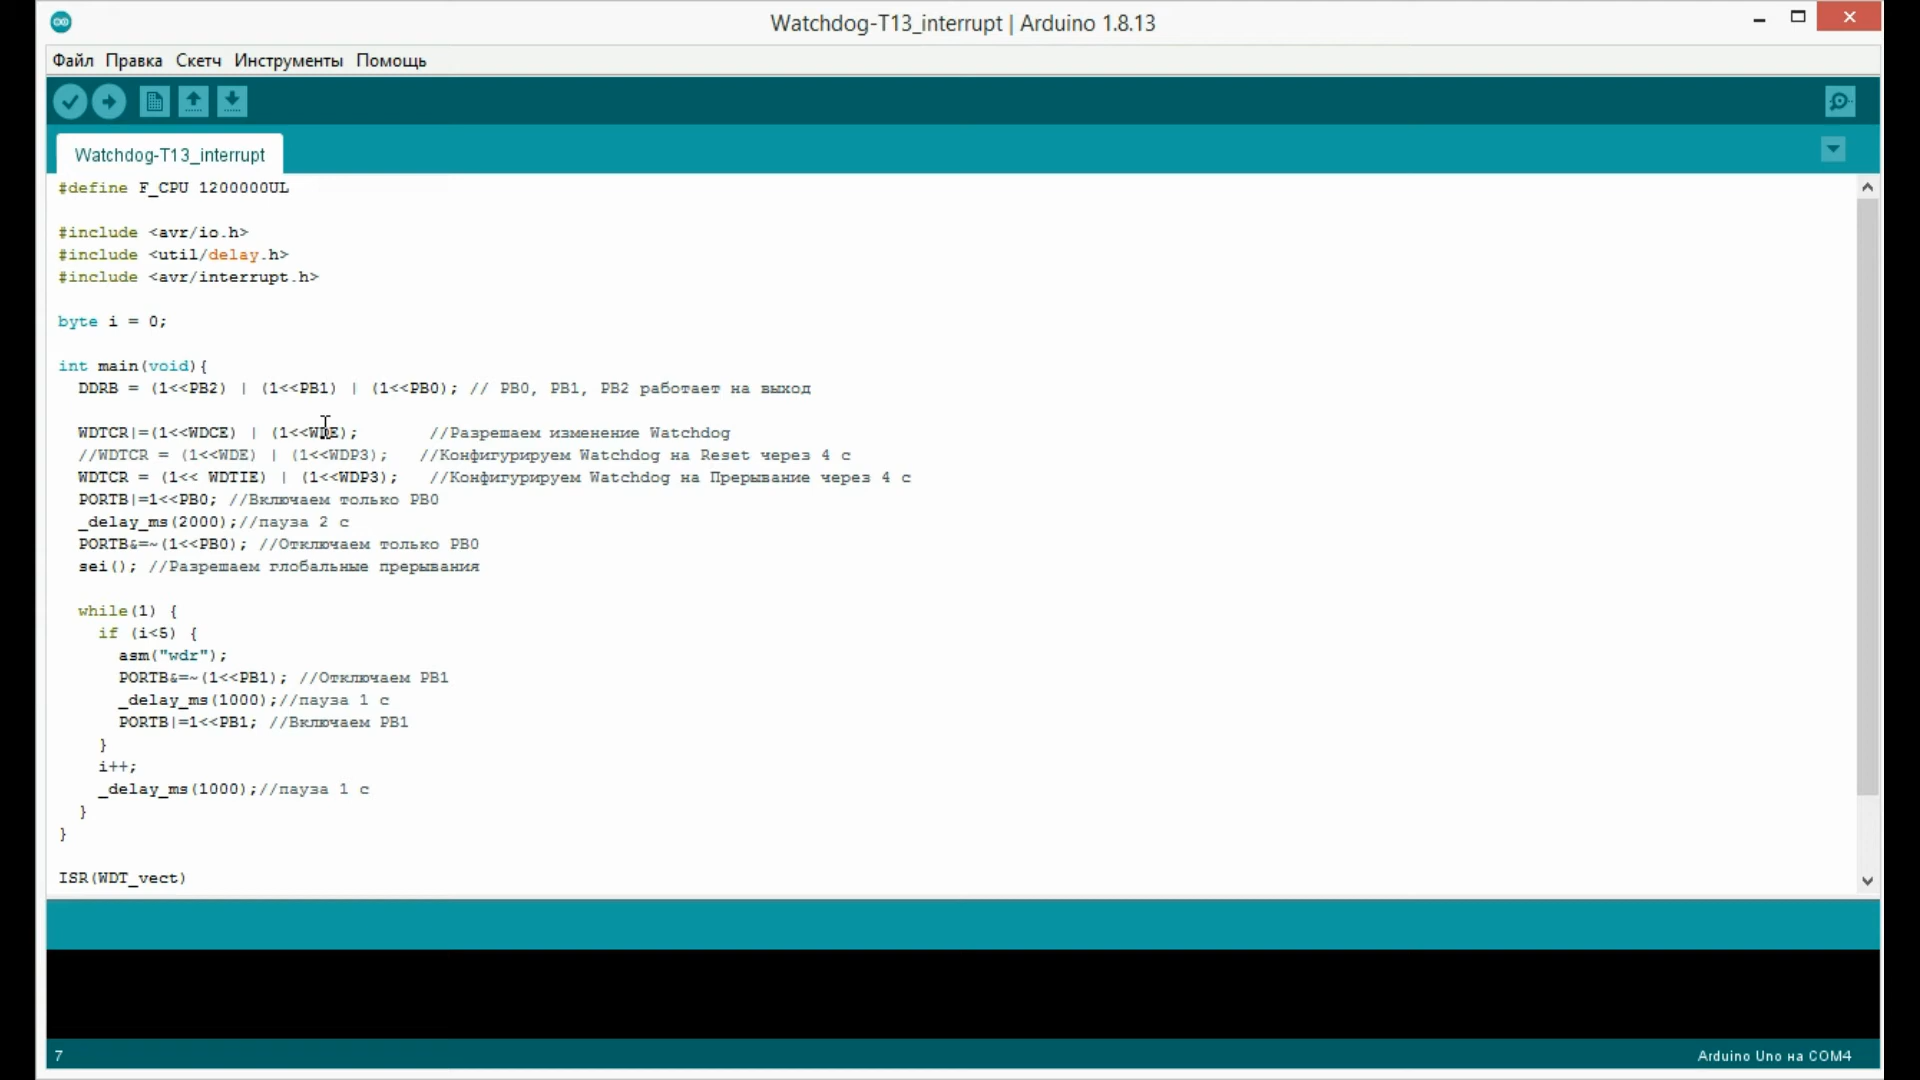 Watchdog-T13_interrupt | Arduino 1.8.13
Файл Правка Скетч Инструменты Помощь
Watchdog-T13_interrupt
#define F_CPU 1200000UL
#include <avr/io.h>
#include <util/delay.h>
#include <avr/interrupt.h>
byte i = 0;
int main(void){
DDRB = (1<<PB2) | (1<<PB1) | (1<<PB0); // PB0, PB1, PB2 работает на выход
WDTCR|=(1<<WDCE) | (1<<WDE); //Разрешаем изменение Watchdog
//WDTCR = (1<<WDE) | (1<<WDP3); //Конфигурируем Watchdog на Reset через 4 с
WDTCR = (1<< WDTIE) | (1<<WDP3); //Конфигурируем Watchdog на Прерывание через 4 с
PORTB|=1<<PB0; //Включаем только PB0
_delay_ms(2000);//пауза 2 с
PORTB&=~(1<<PB0); //Отключаем только PB0
sei(); //Разрешаем глобальные прерывания
while(1) {
if (i<5) {
asm("wdr");
PORTB&=~(1<<PB1); //Отключаем PB1
_delay_ms(1000);//пауза 1 с
PORTB|=1<<PB1; //Включаем PB1
}
i++;
_delay_ms(1000);//пауза 1 с
}
}
ISR(WDT_vect)
7
Arduino Uno на COM4